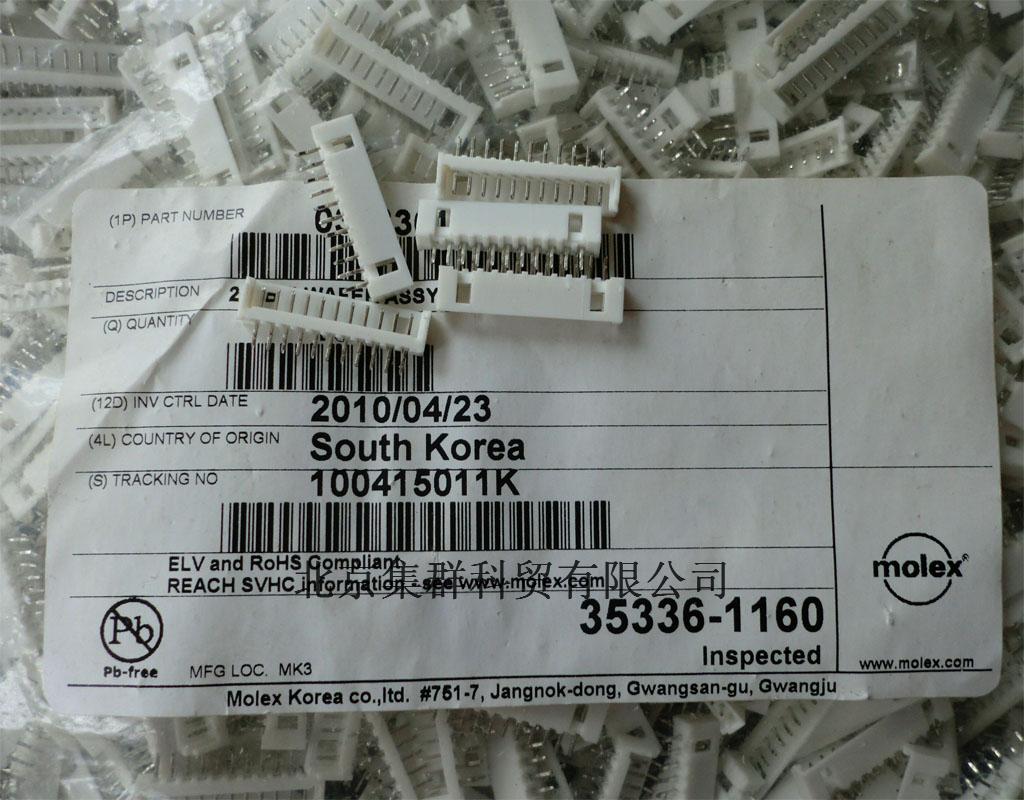 (1P) PART NUMBER
DESCRIPTION
WAFER ASSY
(Q) QUANTITY
(12D) INV CTRL DATE 2010/04/23
(4L) COUNTRY OF ORIGIN South Korea
(S) TRACKING NO 100415011K
ELV and RoHS Compliant
REACH SVHC information - see www.molex.com
北京集群科贸有限公司
molex®
35336-1160
Pb
Pb-free
MFG LOC. MK3
Inspected
www.molex.com
Molex Korea co.,ltd. #751-7, Jangnok-dong, Gwangsan-gu, Gwangju